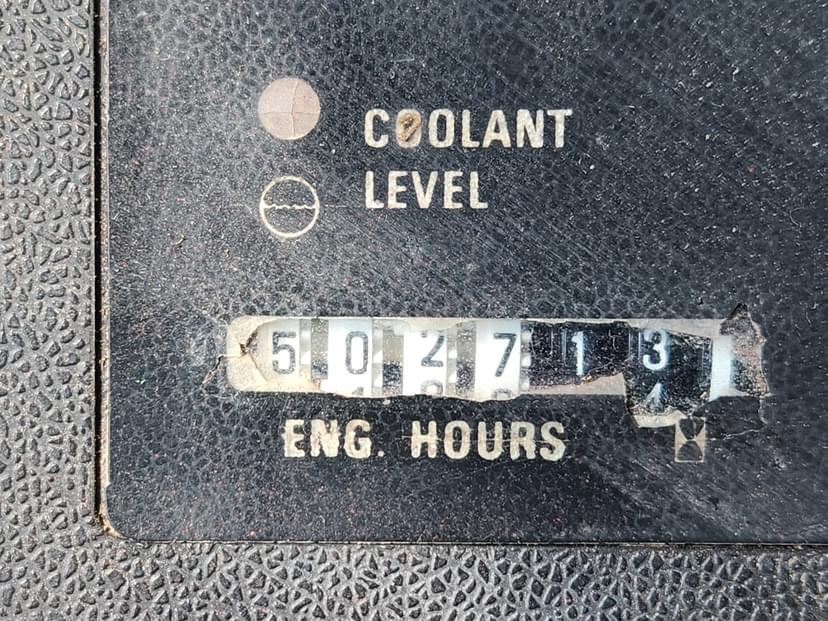 COOLANT
LEVEL
502713
ENG. HOURS